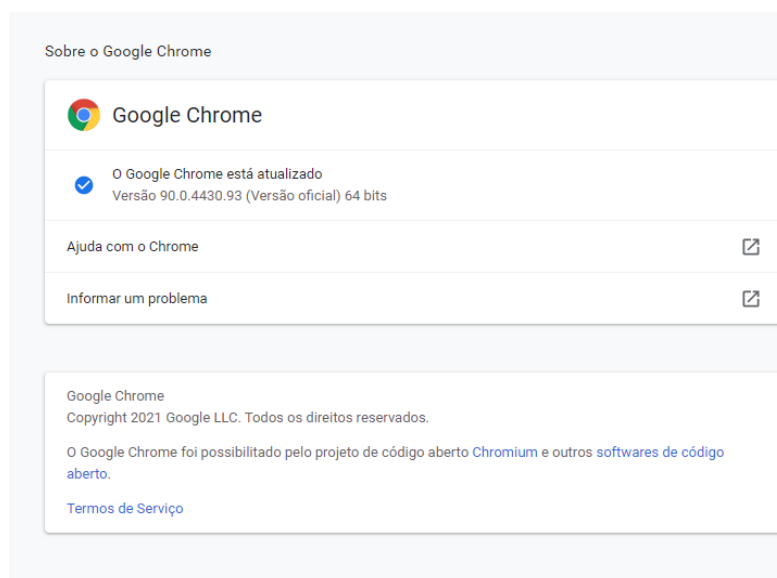 Sobre o Google Chrome
Google Chrome
O Google Chrome está atualizado
Versão 90.0.4430.93 (Versão oficial) 64 bits
Ajuda com o Chrome
Informar um problema
Google Chrome
Copyright 2021 Google LLC. Todos os direitos reservados.
O Google Chrome foi possibilitado pelo projeto de código aberto Chromium e outros softwares de código
aberto.
Termos de Serviço